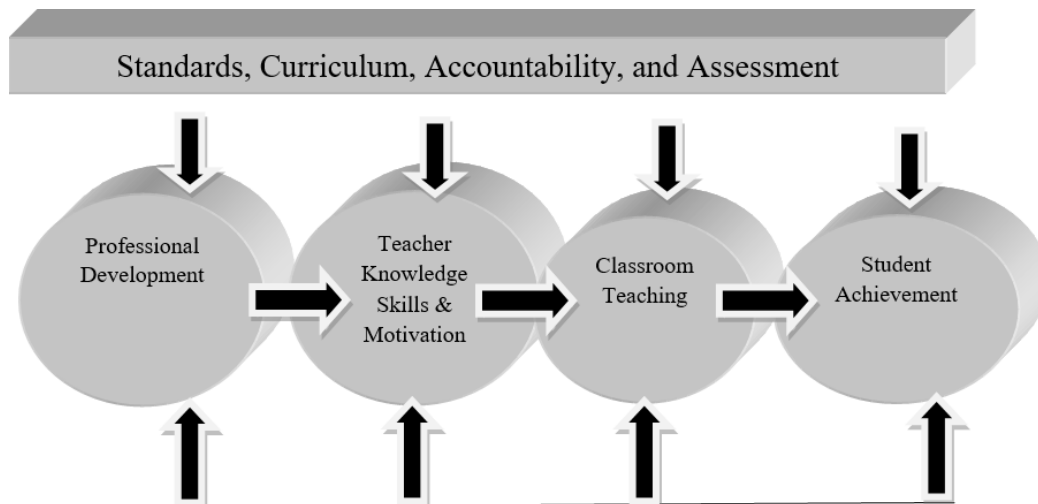 Standards, Curriculum, Accountability, and Assessment
Professional
Development
Teacher
Knowledge
Skills &
Motivation
Classroom
Teaching
Student
Achievement